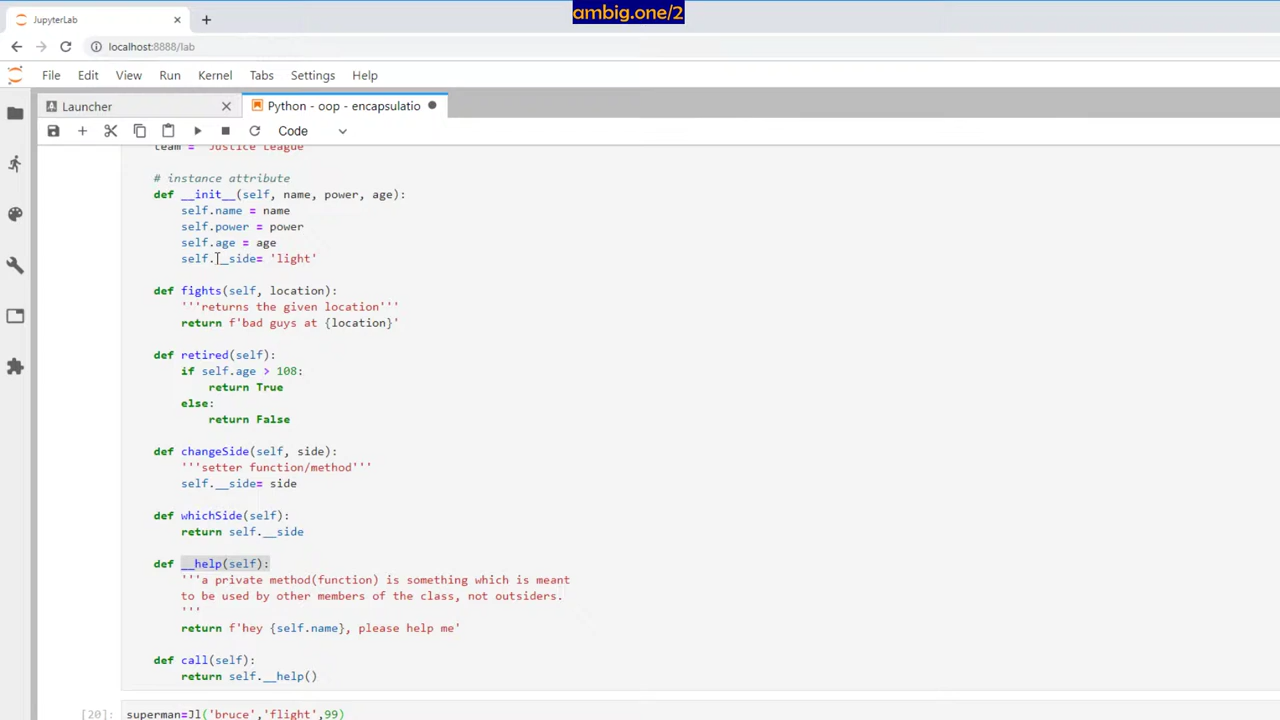 JupyterLab
ambig.one/2
localhost:8888/lab
File Edit View Run Kernel Tabs Settings Help
Launcher
Python - oop - encapsulatio
Code
team = 'Justice League'
# instance attribute
def __init__(self, name, power, age):
self.name = name
self.power = power
self.age = age
self.__side= 'light'
def fights(self, location):
'''returns the given location'''
return f'bad guys at {location}'
def retired(self):
if self.age > 108:
return True
else:
return False
def changeSide(self, side):
'''setter function/method'''
self.__side= side
def whichSide(self):
return self.__side
def __help(self):
'''a private method(function) is something which is meant
to be used by other members of the class, not outsiders.
'''
return f'hey {self.name}, please help me'
def call(self):
return self.__help()
[20]: superman=Jl('bruce','flight',99)